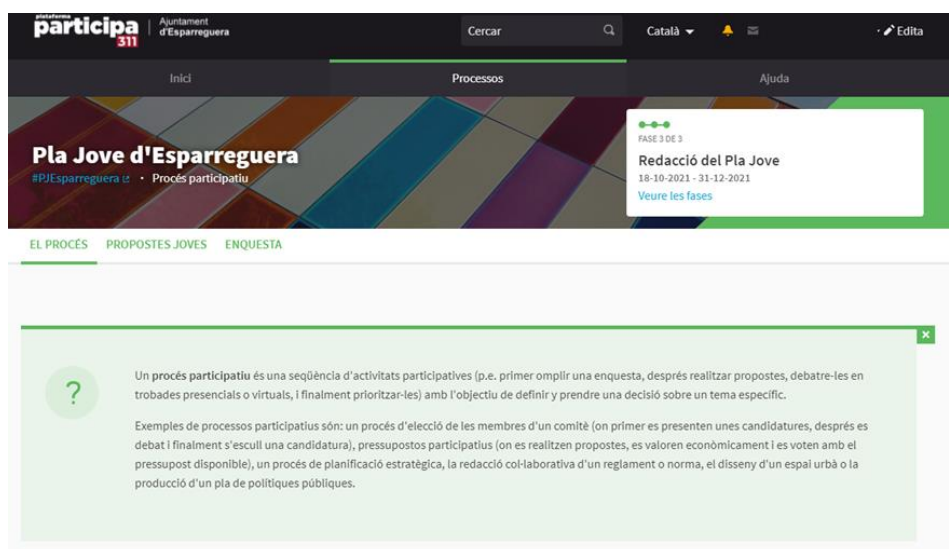 plataforma
participa
311
Ajuntament
d'Esparreguera
Cercar
Català
Edita
Inici
Processos
Ajuda
Pla Jove d'Esparreguera
#PJEsparreguera · Procés participatiu
FASE 3 DE 3
Redacció del Pla Jove
18-10-2021 - 31-12-2021
Veure les fases
EL PROCÉS PROPOSTES JOVES ENQUESTA
?
Un procés participatiu és una seqüència d'activitats participatives (p.e. primer omplir una enquesta, després realitzar propostes, debatre-les en
trobades presencials o virtuals, i finalment prioritzar-les) amb l'objectiu de definir y prendre una decisió sobre un tema específic.
Exemples de processos participatius són: un procés d'elecció de les membres d'un comitè (on primer es presenten unes candidatures, després es
debat i finalment s'escull una candidatura), pressupostos participatius (on es realitzen propostes, es valoren econòmicament i es voten amb el
pressupost disponible), un procés de planificació estratègica, la redacció col·laborativa d'un reglament o norma, el disseny d'un espai urbà o la
producció d'un pla de polítiques públiques.